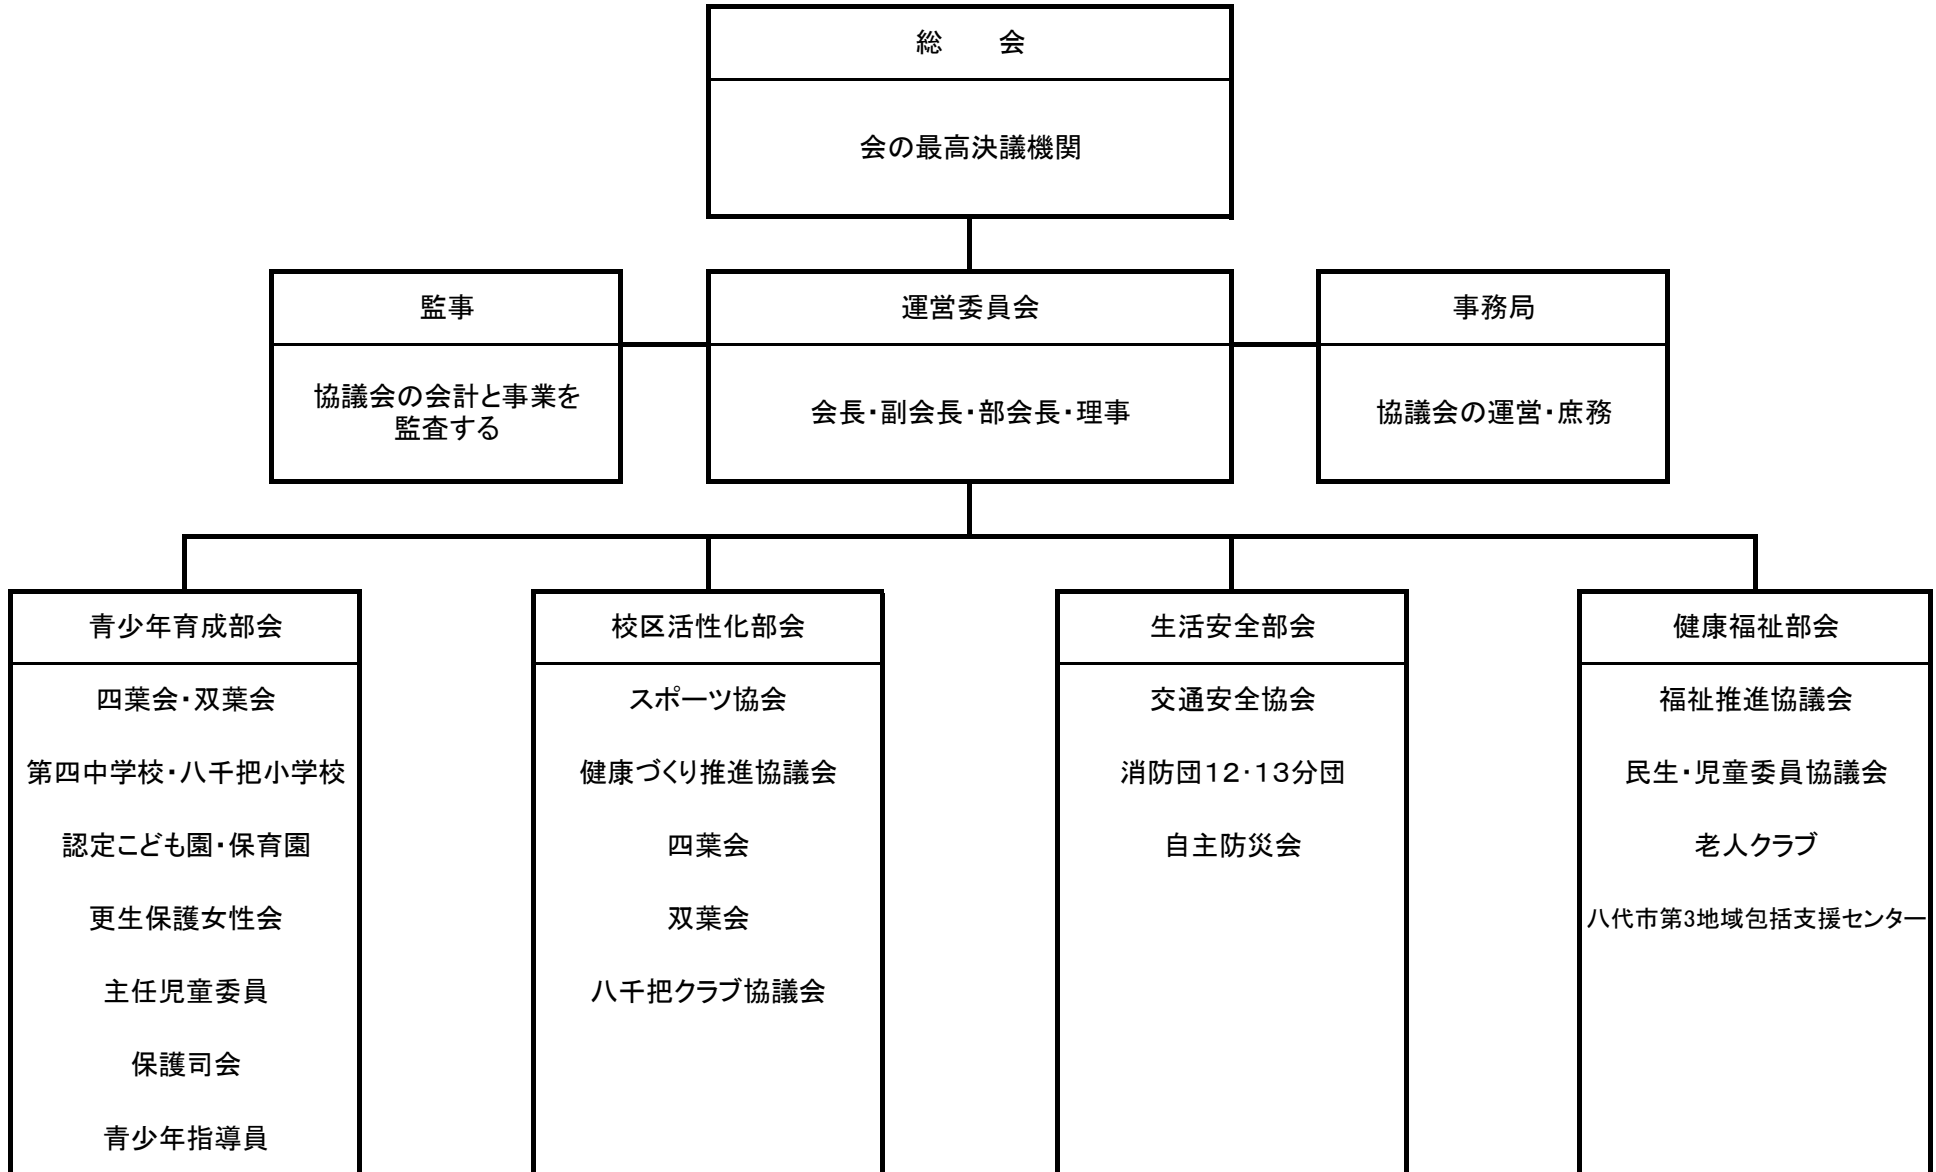 総　　会
会の最高決議機関
監事
協議会の会計と事業を
監査する
運営委員会
会長・副会長・部会長・理事
事務局
協議会の運営・庶務
青少年育成部会
四葉会・双葉会
第四中学校・八千把小学校
認定こども園・保育園
更生保護女性会
主任児童委員
保護司会
青少年指導員
校区活性化部会
スポーツ協会
健康づくり推進協議会
四葉会
双葉会
八千把クラブ協議会
生活安全部会
交通安全協会
消防団１２・１３分団
自主防災会
健康福祉部会
福祉推進協議会
民生・児童委員協議会
老人クラブ
八代市第3地域包括支援センター